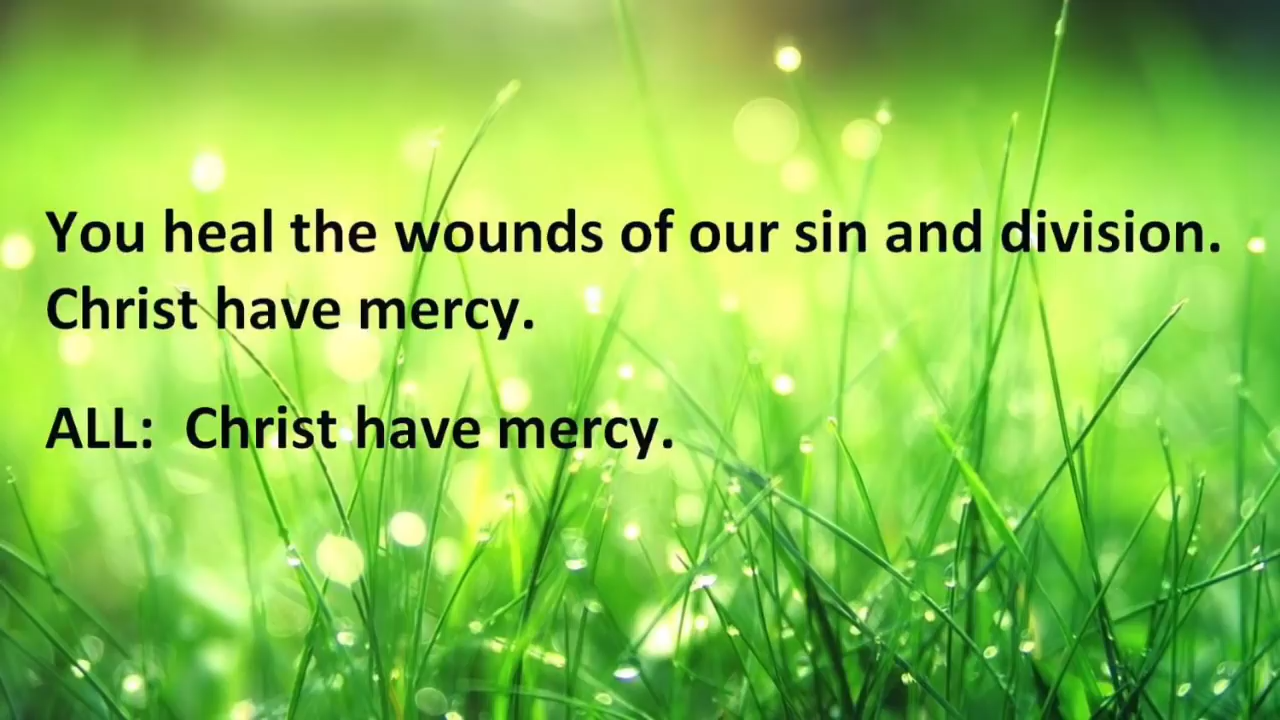 You heal the wounds of our sin and division.
Christ have mercy.
ALL:  Christ have mercy.